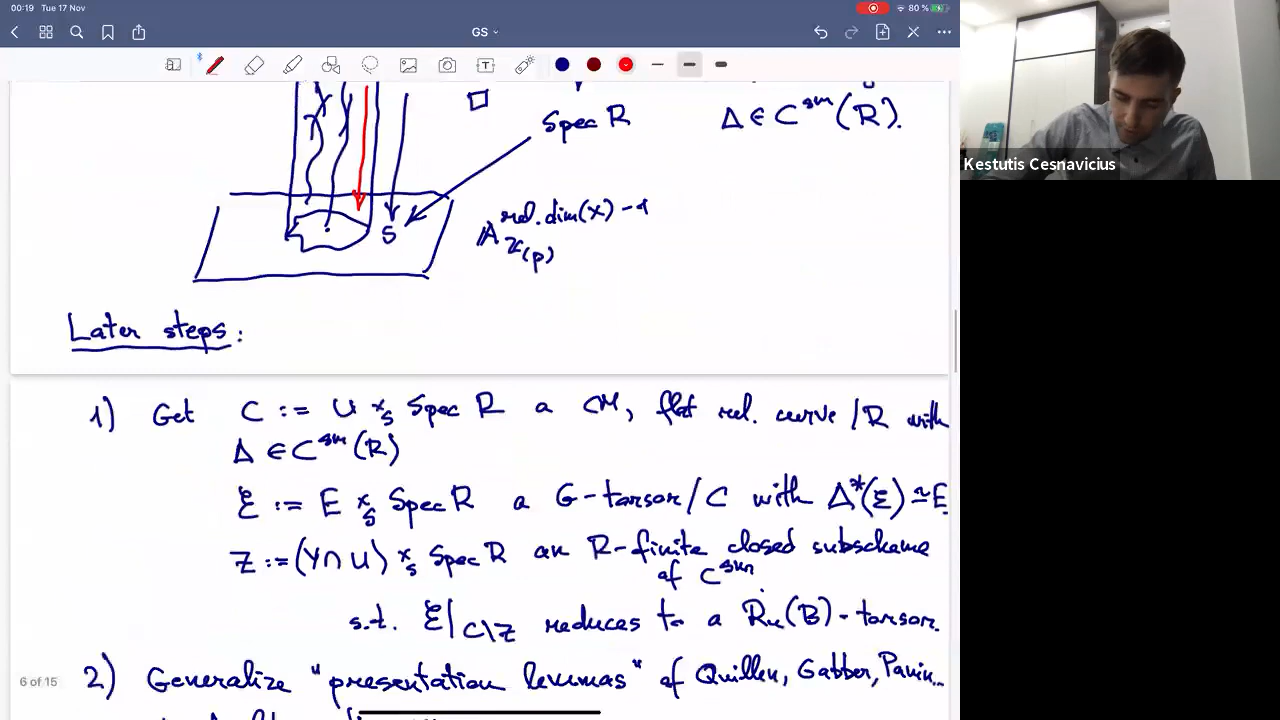 00:19 Tue 17 Nov
80 %
GS
Spec R
Δ ∈ C^sm (R).
S
𝔸^{rel. dim(X) - 1}_{ℤ_(p)}
Later steps:
1) Get C := U ×_S Spec R a CM, flat rel. curve /R with
Δ ∈ C^sm (R)
ℰ := E ×_S Spec R a G-torsor / C with Δ*(ℰ) ≃ E.
Z := (Y ∩ U) ×_S Spec R an R-finite closed subscheme
of C^sm
s.t. ℰ|_{C\Z} reduces to a R_u(B)-torsor.
6 of 15
2) Generalize "presentation lemmas" of Quillen, Gabber, Panin...
Kestutis Cesnavicius